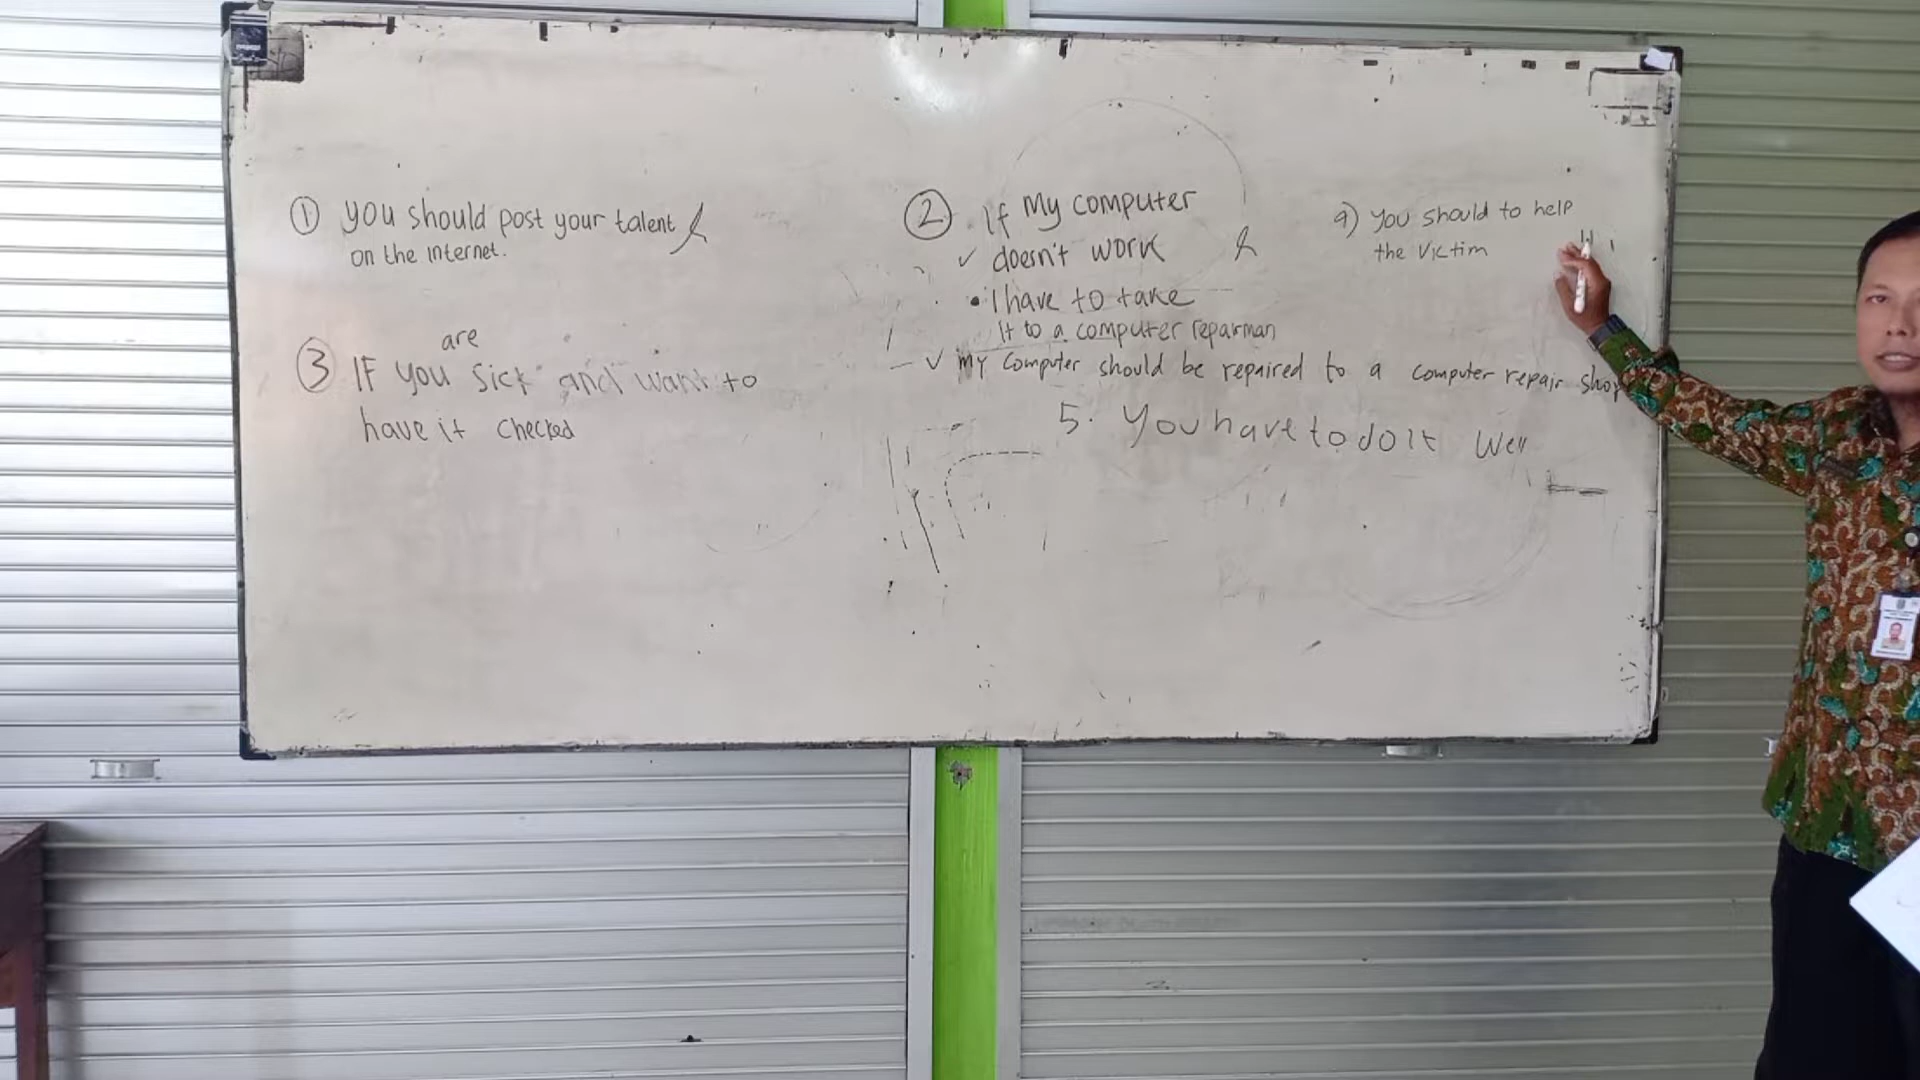 ① you should post your talent
on the internet.
② If My computer
✓ doesn't work
• I have to take
It to a computer reparman
✓ my computer should be repaired to a computer repair shop
③ IF you are sick and want to
have it checked
4) you should to help
the victim
5. You have to do it well